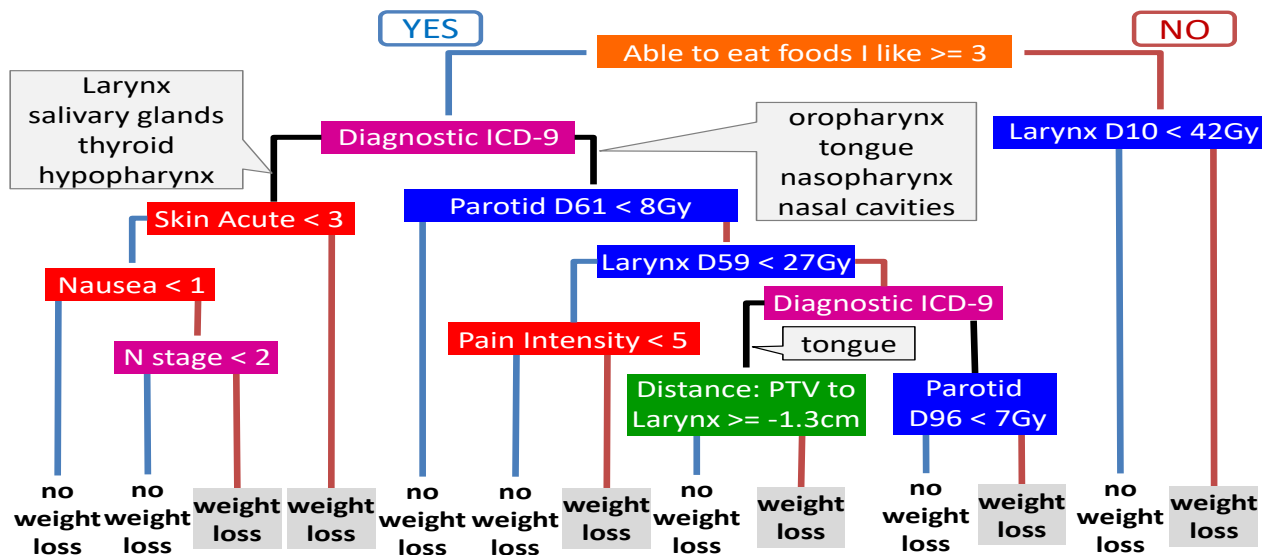 YES
NO
Able to eat foods I like >= 3
Larynx
salivary glands
thyroid
hypopharynx
Diagnostic ICD-9
oropharynx
tongue
nasopharynx
nasal cavities
Larynx D10 < 42Gy
Skin Acute < 3
Parotid D61 < 8Gy
Larynx D59 < 27Gy
Nausea < 1
Diagnostic ICD-9
Pain Intensity < 5
tongue
N stage < 2
Distance: PTV to
Larynx >= -1.3cm
Parotid
D96 < 7Gy
no
weight
loss
no
weight
loss
weight
loss
weight
loss
no
weight
loss
no
weight
loss
weight
loss
no
weight
loss
weight
loss
no
weight
loss
weight
loss
no
weight
loss
weight
loss